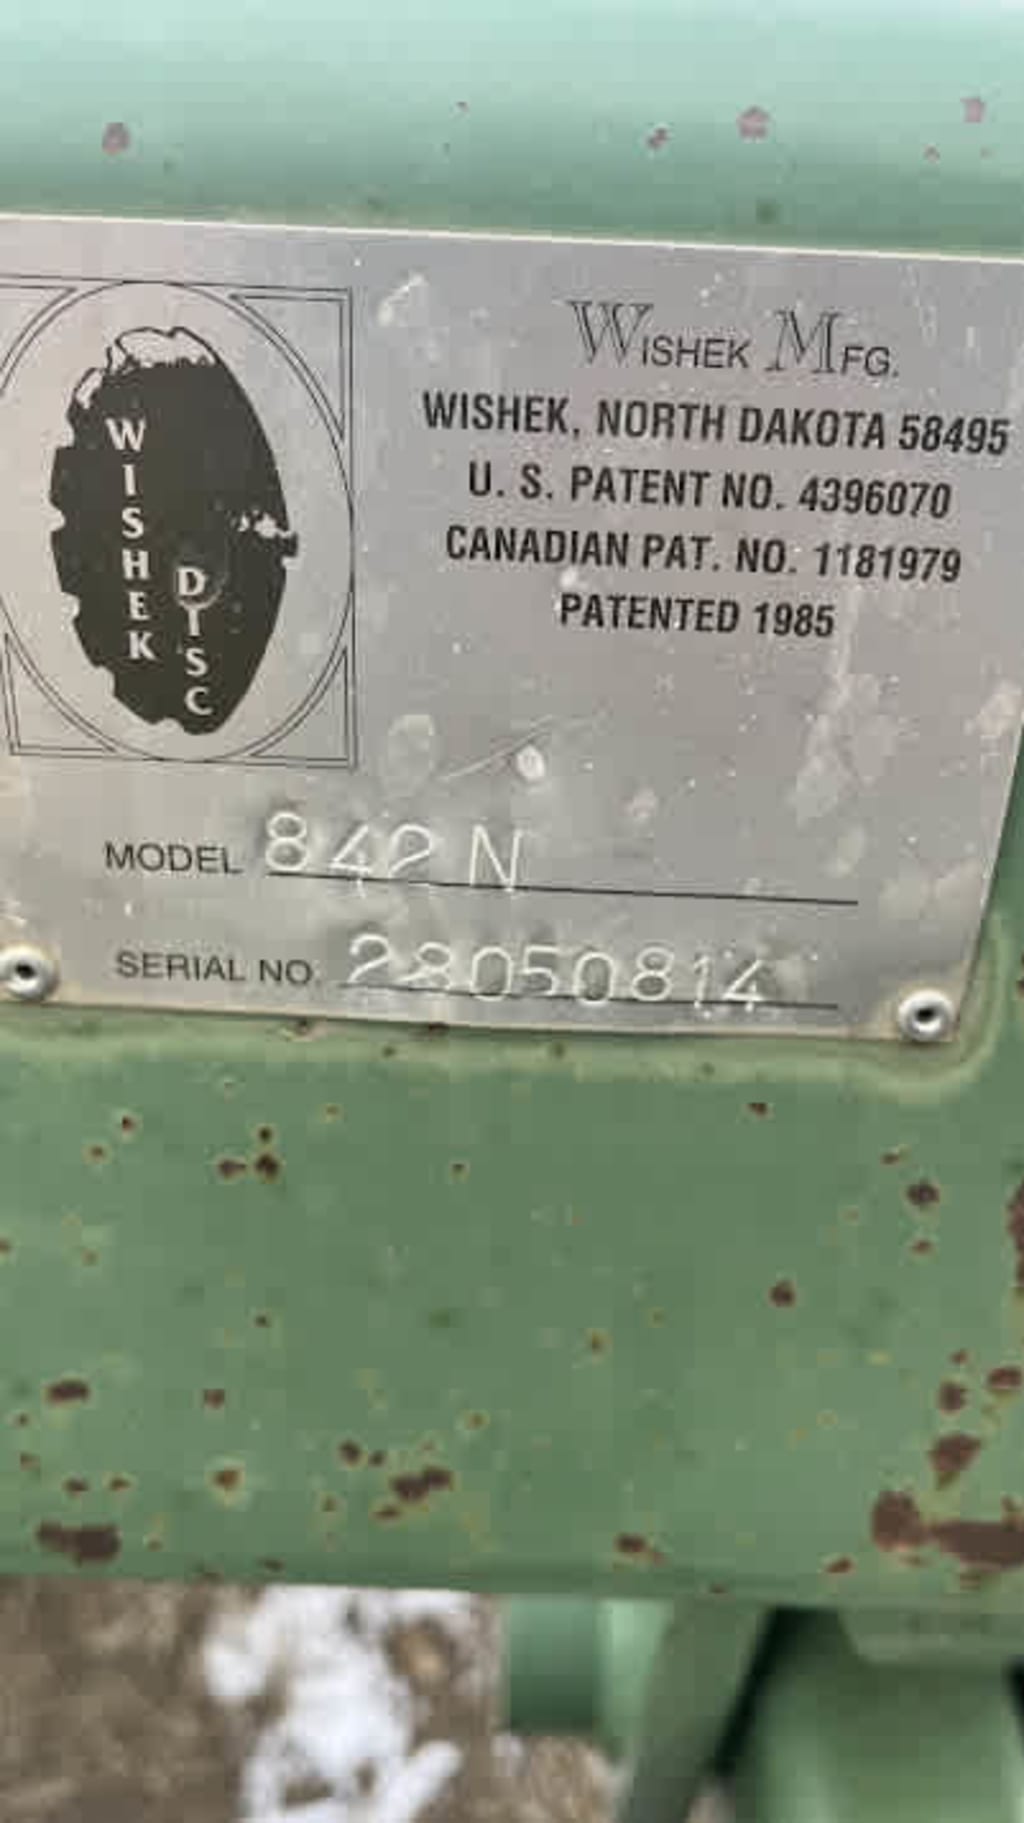 WISHEK
DISC
WISHEK MFG.
WISHEK, NORTH DAKOTA 58495
U. S. PATENT NO. 4396070
CANADIAN PAT. NO. 1181979
PATENTED 1985
MODEL 842 N
SERIAL NO. 28050814